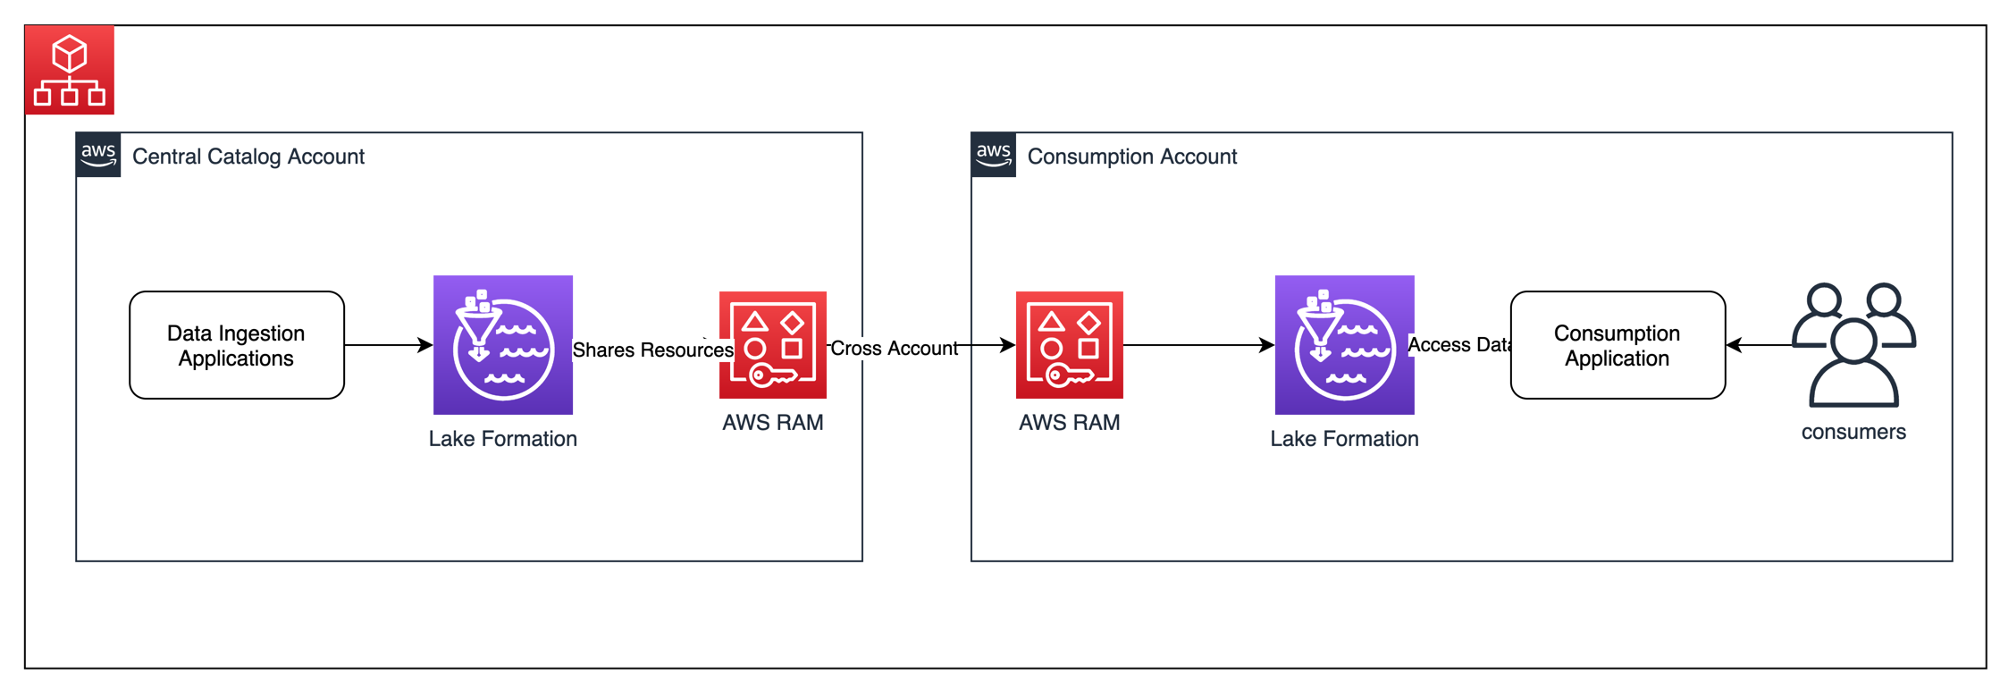 aws
Central Catalog Account
aws
Consumption Account
Data Ingestion
Applications
Lake Formation
Shares Resources
AWS RAM
Cross Account
AWS RAM
Lake Formation
Access Data
Consumption
Application
consumers